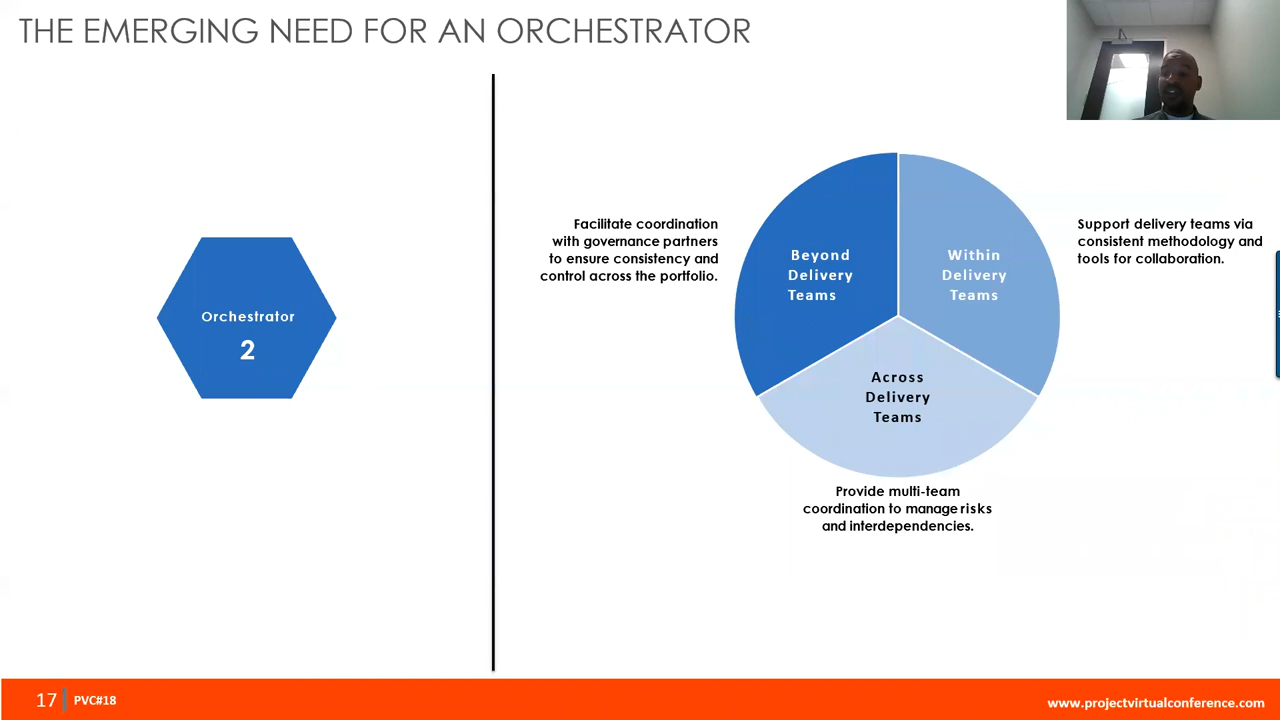 THE EMERGING NEED FOR AN ORCHESTRATOR
Orchestrator
2
Facilitate coordination
with governance partners
to ensure consistency and
control across the portfolio.
Beyond
Delivery
Teams
Within
Delivery
Teams
Support delivery teams via
consistent methodology and
tools for collaboration.
Across
Delivery
Teams
Provide multi-team
coordination to manage risks
and interdependencies.
17 PVC#18
www.projectvirtualconference.com